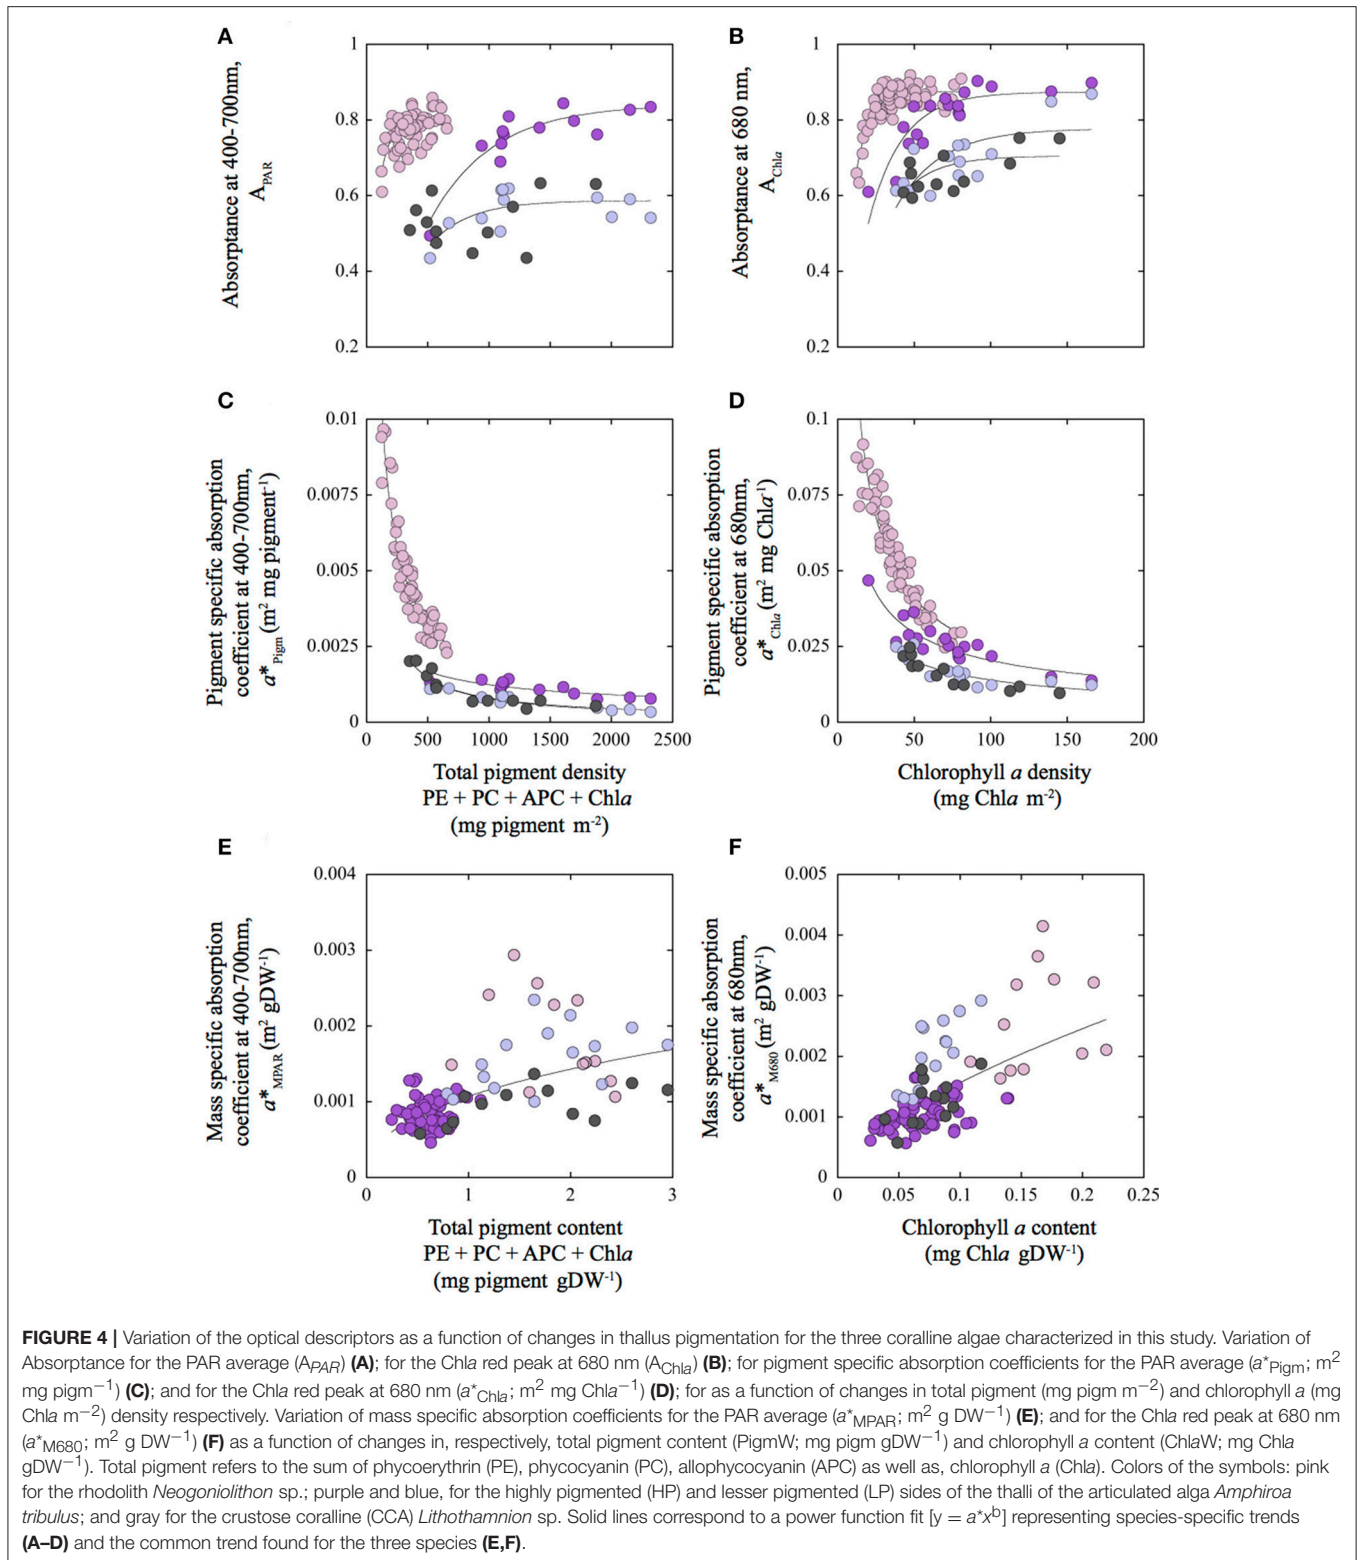 A
B
Absorptance at 400-700nm,
A_PAR
1
0.8
0.6
0.4
0.2
0 500 1000 1500 2000 2500
Absorptance at 680 nm,
A_Chla
1
0.8
0.6
0.4
0.2
C
D
Pigment specific absorption
coefficient at 400-700nm,
a*_Pigm (m² mg pigment⁻¹)
0.01
0.0075
0.005
0.0025
0
Total pigment density
PE + PC + APC + Chla
(mg pigment m⁻²)
Pigment specific absorption
coefficient at 680nm,
a*_Chla (m² mg Chla⁻¹)
0.1
0.075
0.05
0.025
0
0 50 100 150 200
Chlorophyll a density
(mg Chla m⁻²)
E
F
Mass specific absorption
coefficient at 400-700nm,
a*_MPAR (m² gDW⁻¹)
0.004
0.003
0.002
0.001
0
0 1 2 3
Total pigment content
PE + PC + APC + Chla
(mg pigment gDW⁻¹)
Mass specific absorption
coefficient at 680nm,
a*_M680 (m² gDW⁻¹)
0.005
0.004
0.003
0.002
0.001
0
0 0.05 0.1 0.15 0.2 0.25
Chlorophyll a content
(mg Chla gDW⁻¹)
FIGURE 4 | Variation of the optical descriptors as a function of changes in thallus pigmentation for the three coralline algae characterized in this study. Variation of
Absorptance for the PAR average (A_PAR) (A); for the Chla red peak at 680 nm (A_Chla) (B); for pigment specific absorption coefficients for the PAR average (a*_Pigm; m²
mg pigm⁻¹) (C); and for the Chla red peak at 680 nm (a*_Chla; m² mg Chla⁻¹) (D); for as a function of changes in total pigment (mg pigm m⁻²) and chlorophyll a (mg
Chla m⁻²) density respectively. Variation of mass specific absorption coefficients for the PAR average (a*_MPAR; m² g DW⁻¹) (E); and for the Chla red peak at 680 nm
(a*_M680; m² g DW⁻¹) (F) as a function of changes in, respectively, total pigment content (PigmW; mg pigm gDW⁻¹) and chlorophyll a content (ChlaW; mg Chla
gDW⁻¹). Total pigment refers to the sum of phycoerythrin (PE), phycocyanin (PC), allophycocyanin (APC) as well as, chlorophyll a (Chla). Colors of the symbols: pink
for the rhodolith Neogoniolithon sp.; purple and blue, for the highly pigmented (HP) and lesser pigmented (LP) sides of the thalli of the articulated alga Amphiroa
tribulus; and gray for the crustose coralline (CCA) Lithothamnion sp. Solid lines correspond to a power function fit [y = a*x^b] representing species-specific trends
(A–D) and the common trend found for the three species (E,F).